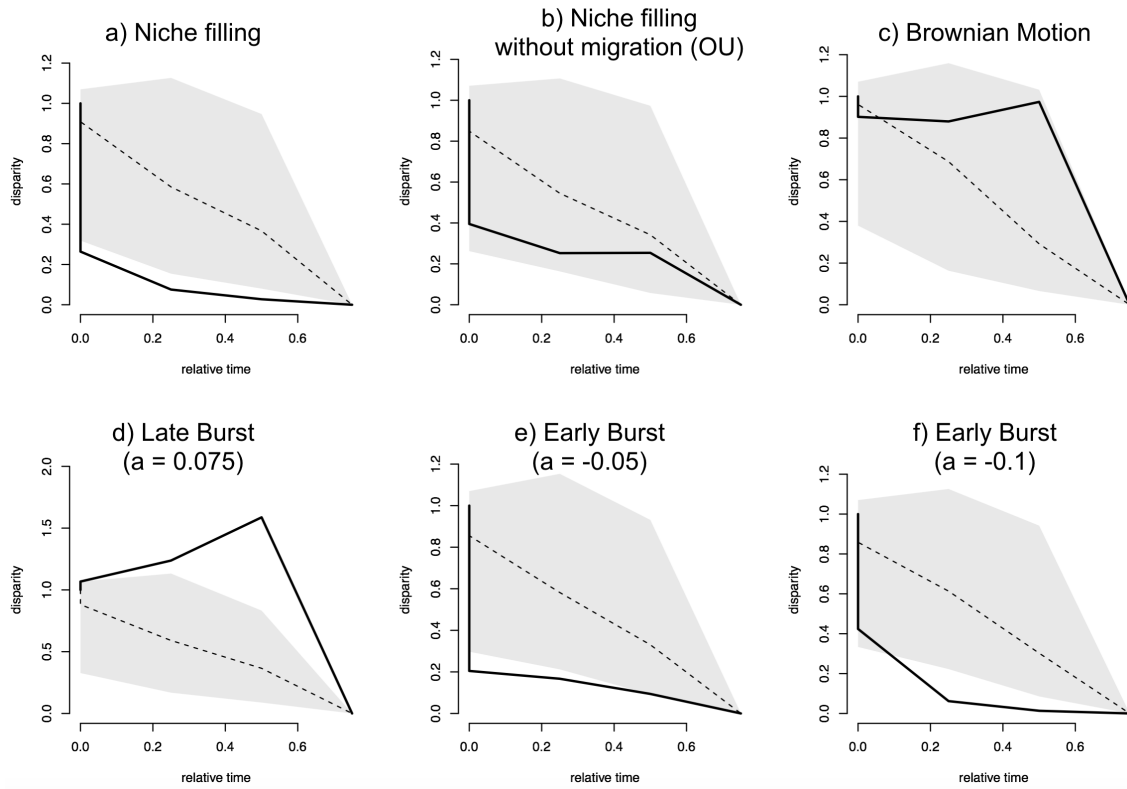 a) Niche filling
b) Niche filling
without migration (OU)
c) Brownian Motion
disparity
0.0 0.2 0.4 0.6 0.8 1.0 1.2
0.0 0.2 0.4 0.6
relative time
disparity
0.0 0.2 0.4 0.6 0.8 1.0 1.2
0.0 0.2 0.4 0.6
relative time
disparity
0.0 0.2 0.4 0.6 0.8 1.0 1.2
0.0 0.2 0.4 0.6
relative time
d) Late Burst
(a = 0.075)
e) Early Burst
(a = -0.05)
f) Early Burst
(a = -0.1)
disparity
0.0 0.5 1.0 1.5 2.0
0.0 0.2 0.4 0.6
relative time
disparity
0.0 0.2 0.4 0.6 0.8 1.0 1.2
0.0 0.2 0.4 0.6
relative time
disparity
0.0 0.2 0.4 0.6 0.8 1.0 1.2
0.0 0.2 0.4 0.6
relative time